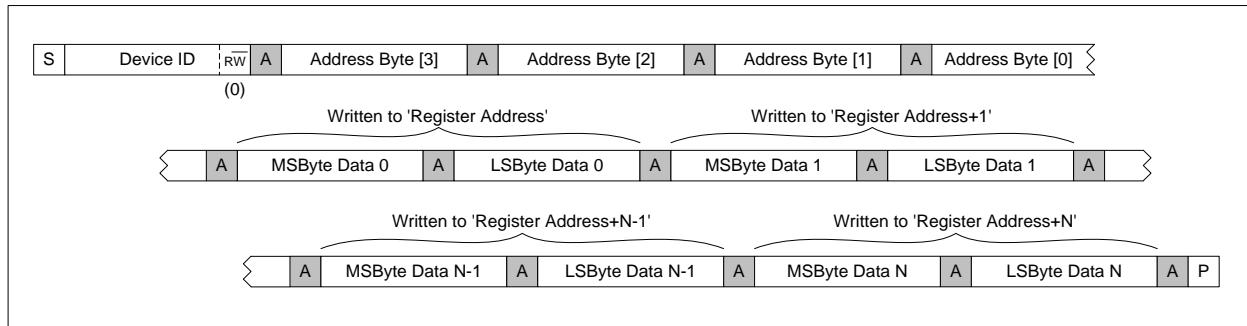 S Device ID RW A Address Byte [3] A Address Byte [2] A Address Byte [1] A Address Byte [0]
(0)
Written to 'Register Address' Written to 'Register Address+1'
A MSByte Data 0 A LSByte Data 0 A MSByte Data 1 A LSByte Data 1 A
Written to 'Register Address+N-1' Written to 'Register Address+N'
A MSByte Data N-1 A LSByte Data N-1 A MSByte Data N A LSByte Data N A P